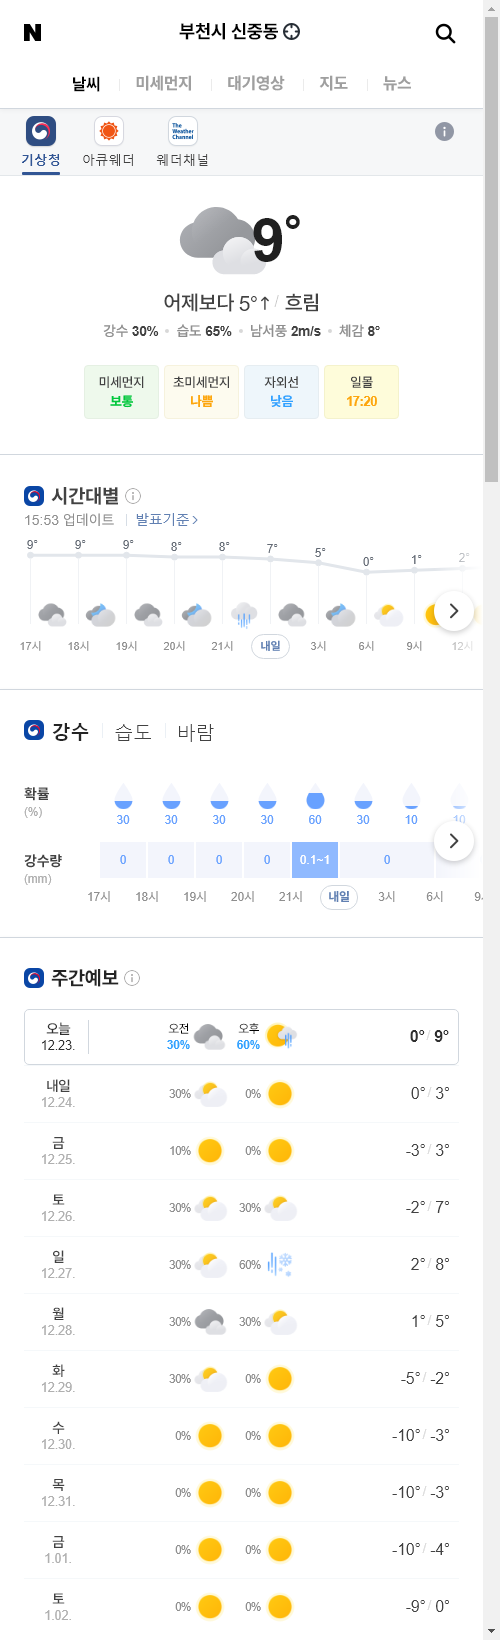 N
부천시 신중동
날씨 미세먼지 대기영상 지도 뉴스
The Weather Channel
기상청 아큐웨더 웨더채널
9°
어제보다 5°↑ / 흐림
강수 30% 습도 65% 남서풍 2m/s 체감 8°
미세먼지 초미세먼지 자외선 일몰
보통 나쁨 낮음 17:20
시간대별
15:53 업데이트 발표기준 >
9° 9° 9° 8° 8° 7° 5° 0° 1° 2°
17시 18시 19시 20시 21시 내일 3시 6시 9시 12시
강수 습도 바람
확률
(%)
30 30 30 30 60 30 10 10
강수량
(mm)
0 0 0 0 0.1~1 0
17시 18시 19시 20시 21시 내일 3시 6시
주간예보
오늘 12.23. 오전 30% 오후 60% 0° / 9°
내일 12.24. 30% 0% 0° / 3°
금 12.25. 10% 0% -3° / 3°
토 12.26. 30% 30% -2° / 7°
일 12.27. 30% 60% 2° / 8°
월 12.28. 30% 30% 1° / 5°
화 12.29. 30% 0% -5° / -2°
수 12.30. 0% 0% -10° / -3°
목 12.31. 0% 0% -10° / -3°
금 1.01. 0% 0% -10° / -4°
토 1.02. 0% 0% -9° / 0°